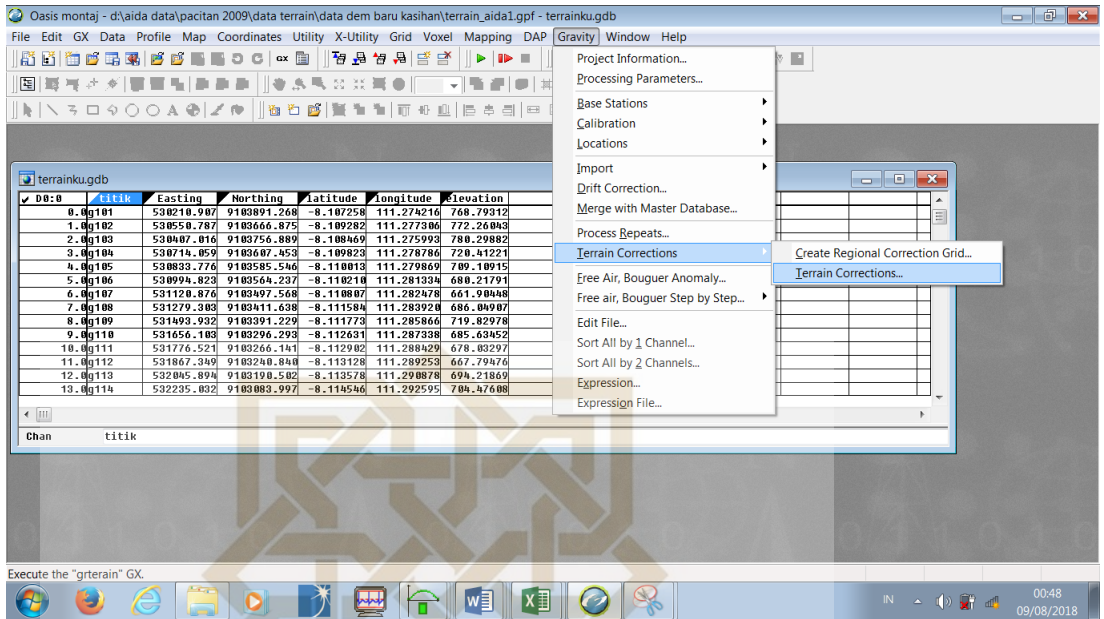 Oasis montaj - d:\aida data\pacitan 2009\data terrain\data dem baru kasihan\terrain_aida1.gpf - terrainku.gdb
File Edit GX Data Profile Map Coordinates Utility X-Utility Grid Voxel Mapping DAP Gravity Window Help
Project Information...
Processing Parameters...
Base Stations
Calibration
Locations
Import
Drift Correction...
Merge with Master Database...
Process Repeats...
Terrain Corrections
Free Air, Bouguer Anomaly...
Free air, Bouguer Step by Step...
Edit File...
Sort All by 1 Channel...
Sort All by 2 Channels...
Expression...
Expression File...
Create Regional Correction Grid...
Terrain Corrections...
terrainku.gdb
D0:0 titik Easting Northing latitude longitude elevation
0.0 g101 530210.907 9103891.268 -8.107258 111.274216 768.79312
1.0 g102 530550.787 9103666.875 -8.109282 111.277306 772.26043
2.0 g103 530407.016 9103756.889 -8.108469 111.275993 780.29882
3.0 g104 530714.059 9103607.453 -8.109823 111.278786 720.41221
4.0 g105 530833.776 9103585.546 -8.110013 111.279869 709.10915
5.0 g106 530994.823 9103564.237 -8.110210 111.281334 680.21791
6.0 g107 531120.876 9103497.568 -8.110807 111.282478 661.90448
7.0 g108 531279.303 9103411.638 -8.111584 111.283920 686.04907
8.0 g109 531493.932 9103391.229 -8.111773 111.285866 719.82978
9.0 g110 531656.103 9103296.293 -8.112631 111.287338 685.63452
10.0 g111 531776.521 9103266.141 -8.112902 111.288429 678.03297
11.0 g112 531867.349 9103240.840 -8.113128 111.289253 667.79476
12.0 g113 532045.894 9103190.502 -8.113578 111.290878 694.21869
13.0 g114 532235.032 9103083.997 -8.114546 111.292595 704.47608
Chan titik
Execute the "grterain" GX.
IN
00:48
09/08/2018